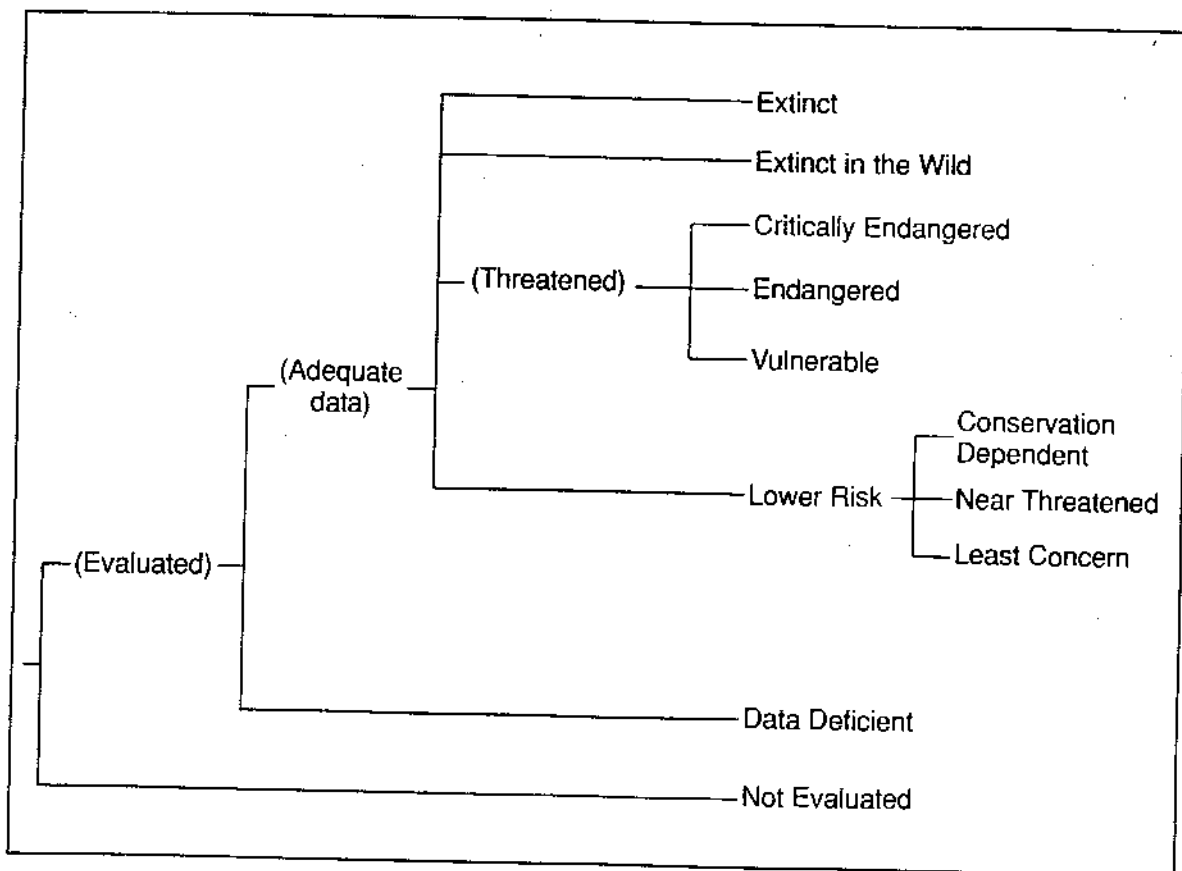 Extinct
Extinct in the Wild
Critically Endangered
(Threatened)
Endangered
Vulnerable
(Adequate
data)
Conservation
Dependent
Lower Risk
Near Threatened
Least Concern
(Evaluated)
Data Deficient
Not Evaluated